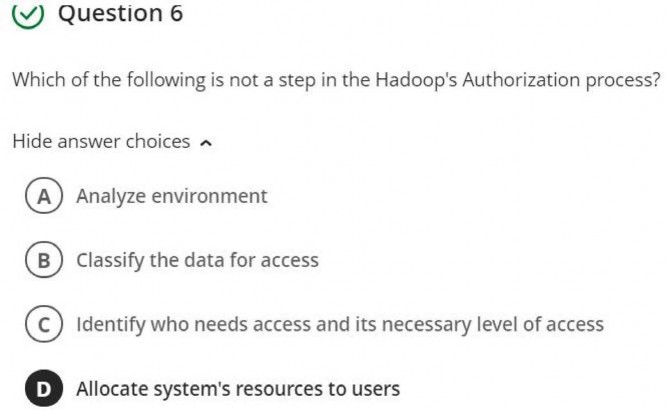 Question 6
Which of the following is not a step in the Hadoop's Authorization process?
Hide answer choices
A Analyze environment
B Classify the data for access
C Identify who needs access and its necessary level of access
D Allocate system's resources to users